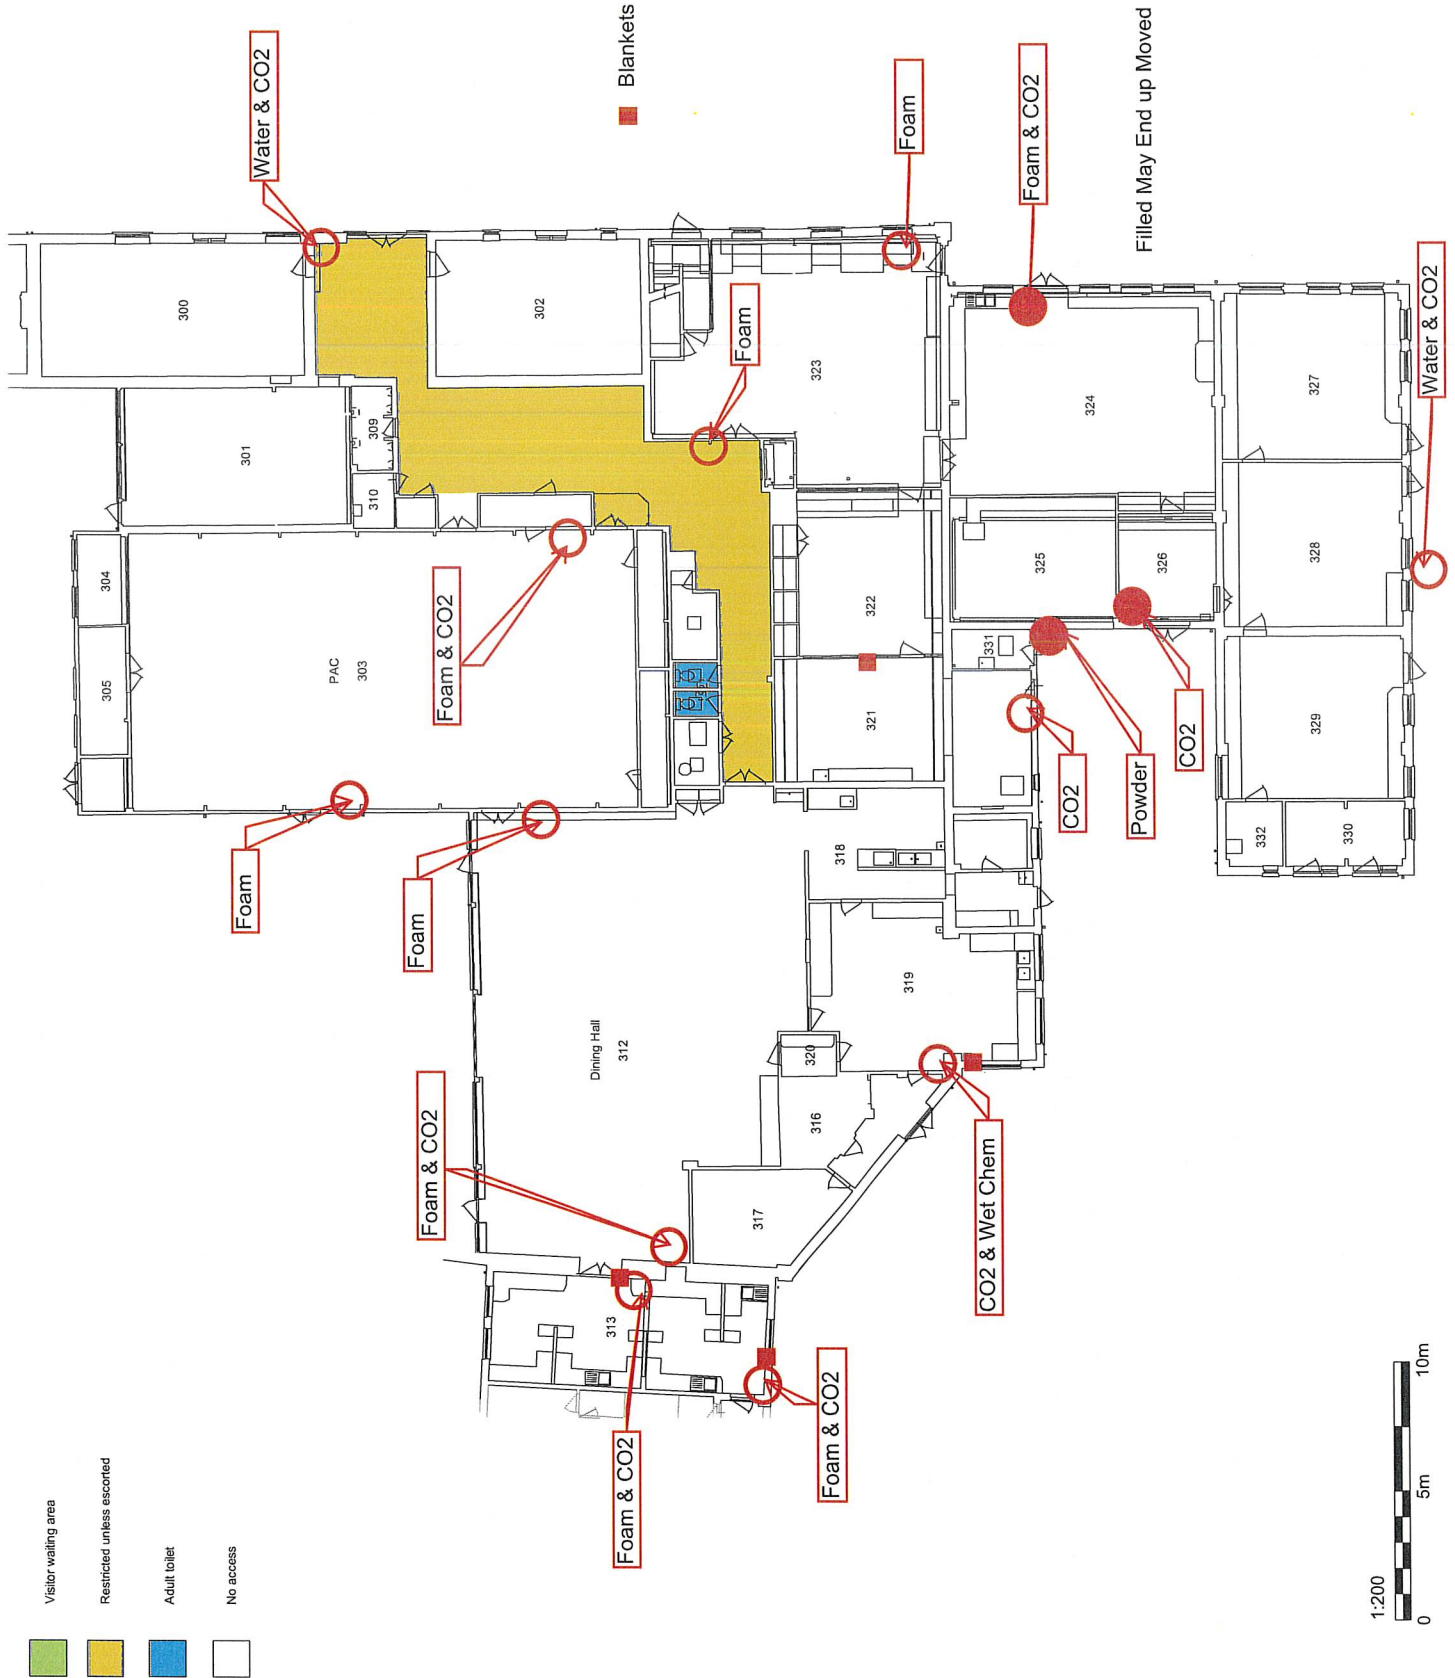 Visitor waiting area
Restricted unless escorted
Adult toilet
No access
Blankets
Filled May End up Moved
Water & CO2
Foam
Foam & CO2
Water & CO2
Foam
Foam & CO2
Foam
Foam
Foam & CO2
Foam & CO2
Foam & CO2
CO2 & Wet Chem
CO2
Powder
CO2
300
301
302
PAC
303
304
305
309
310
Dining Hall
312
313
316
317
318
319
320
321
322
323
324
325
326
327
328
329
330
331
332
1:200
0
5m
10m